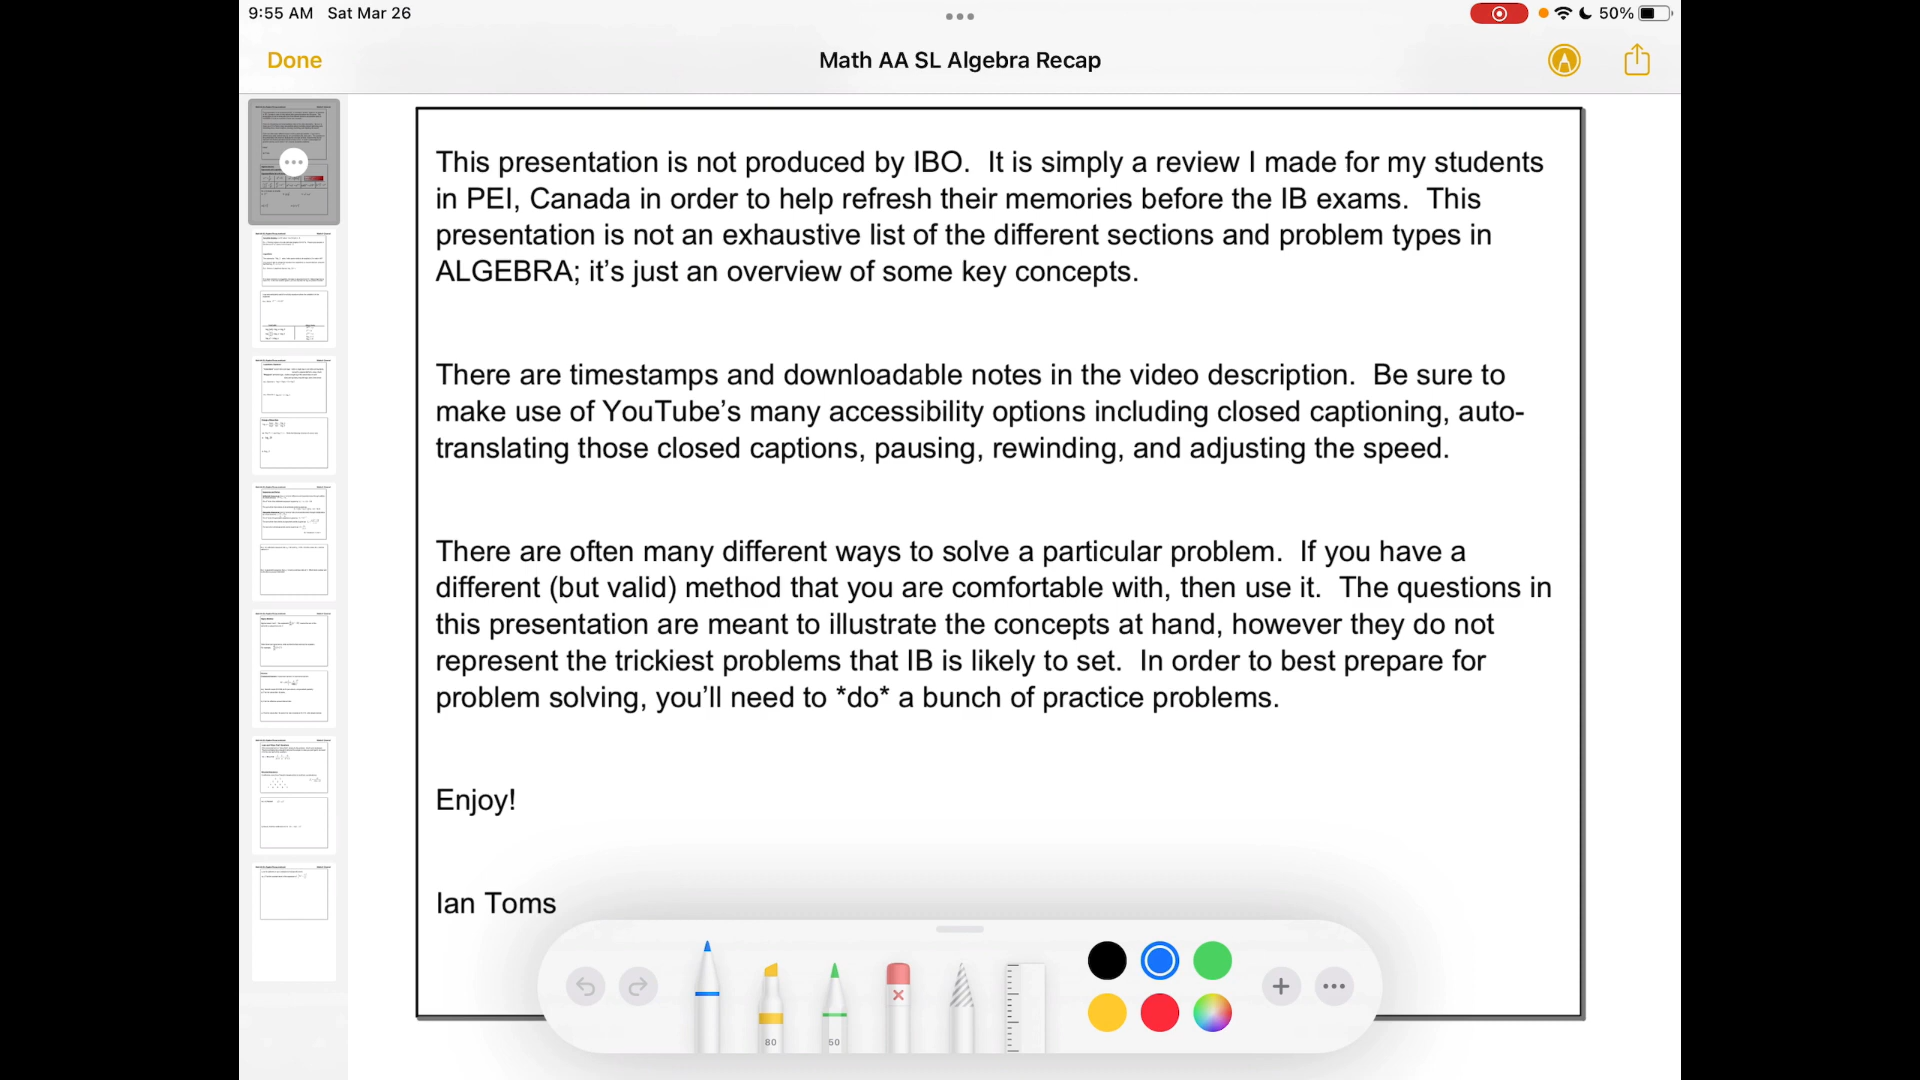 9:55 AM Sat Mar 26
50%
Done
Math AA SL Algebra Recap
This presentation is not produced by IBO. It is simply a review I made for my students
in PEI, Canada in order to help refresh their memories before the IB exams. This
presentation is not an exhaustive list of the different sections and problem types in
ALGEBRA; it’s just an overview of some key concepts.
There are timestamps and downloadable notes in the video description. Be sure to
make use of YouTube’s many accessibility options including closed captioning, auto-
translating those closed captions, pausing, rewinding, and adjusting the speed.
There are often many different ways to solve a particular problem. If you have a
different (but valid) method that you are comfortable with, then use it. The questions in
this presentation are meant to illustrate the concepts at hand, however they do not
represent the trickiest problems that IB is likely to set. In order to best prepare for
problem solving, you’ll need to *do* a bunch of practice problems.
Enjoy!
Ian Toms
80
50